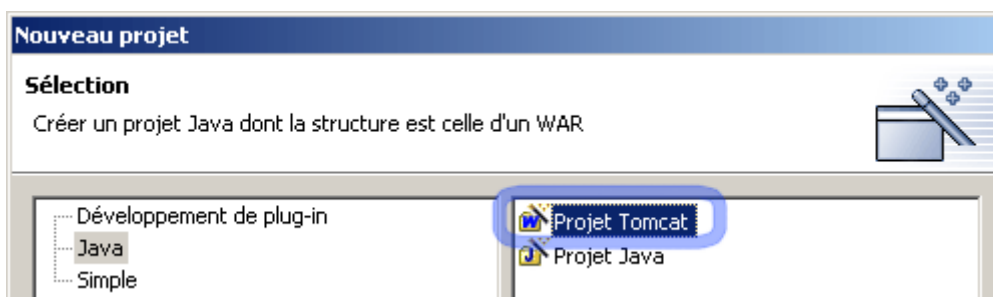 Nouveau projet
Sélection
Créer un projet Java dont la structure est celle d'un WAR
Développement de plug-in
Java
Simple
Projet Tomcat
Projet Java